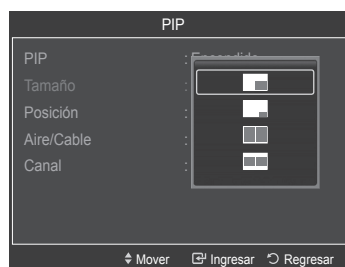 PIP
PIP :
Tamaño :
Posición :
Aire/Cable :
Canal :
Mover Ingresar Regresar